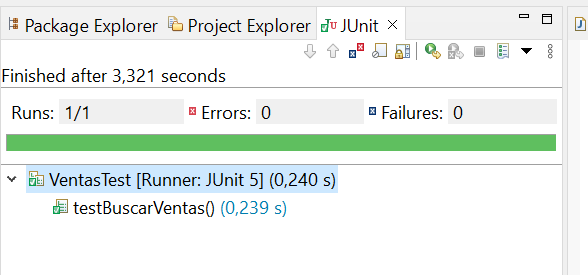 Package Explorer Project Explorer JUnit
Finished after 3,321 seconds
Runs: 1/1 Errors: 0 Failures: 0
VentasTest [Runner: JUnit 5] (0,240 s)
testBuscarVentas() (0,239 s)